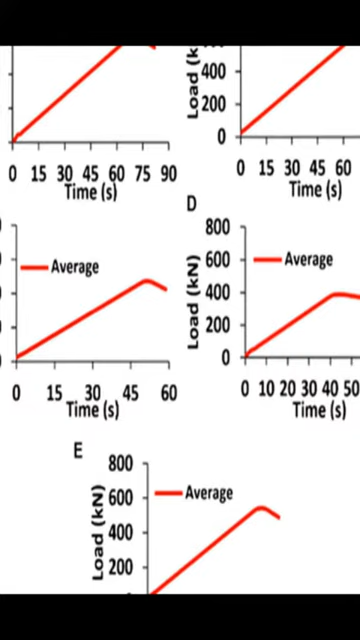 400
Load (k
200
0
0 15 30 45 60 75 90
0 15 30 45 60
Time (s)
Time (s)
D
800
Average
600
Average
Load (kN)
400
200
0
0 15 30 45 60
0 10 20 30 40 50
Time (s)
Time (s)
E
800
600
Average
Load (kN)
400
200